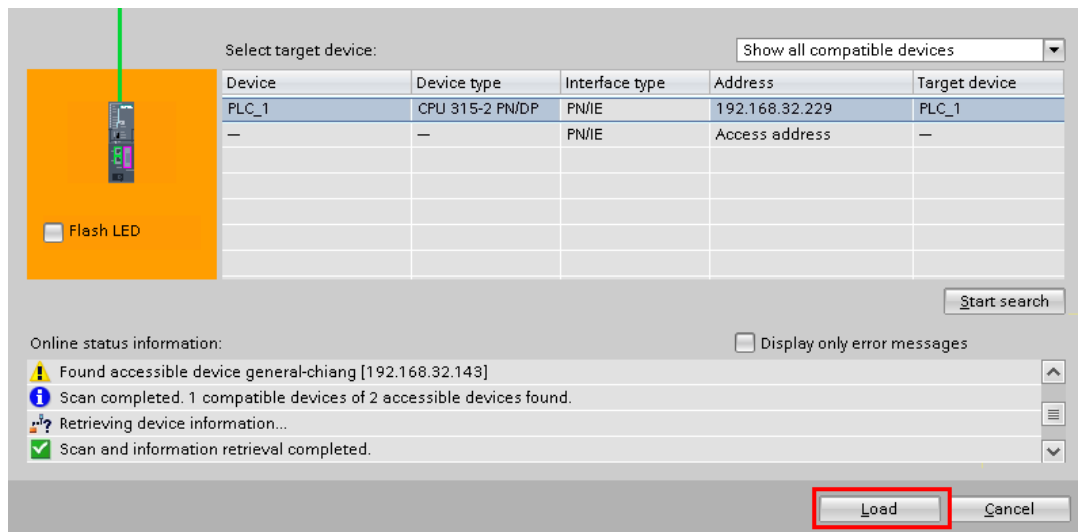 Select target device: Show all compatible devices
Device Device type Interface type Address Target device
PLC_1 CPU 315-2 PN/DP PN/IE 192.168.32.229 PLC_1
— — PN/IE Access address —
Flash LED
Start search
Online status information: Display only error messages
Found accessible device general-chiang [192.168.32.143]
Scan completed. 1 compatible devices of 2 accessible devices found.
Retrieving device information...
Scan and information retrieval completed.
Load Cancel